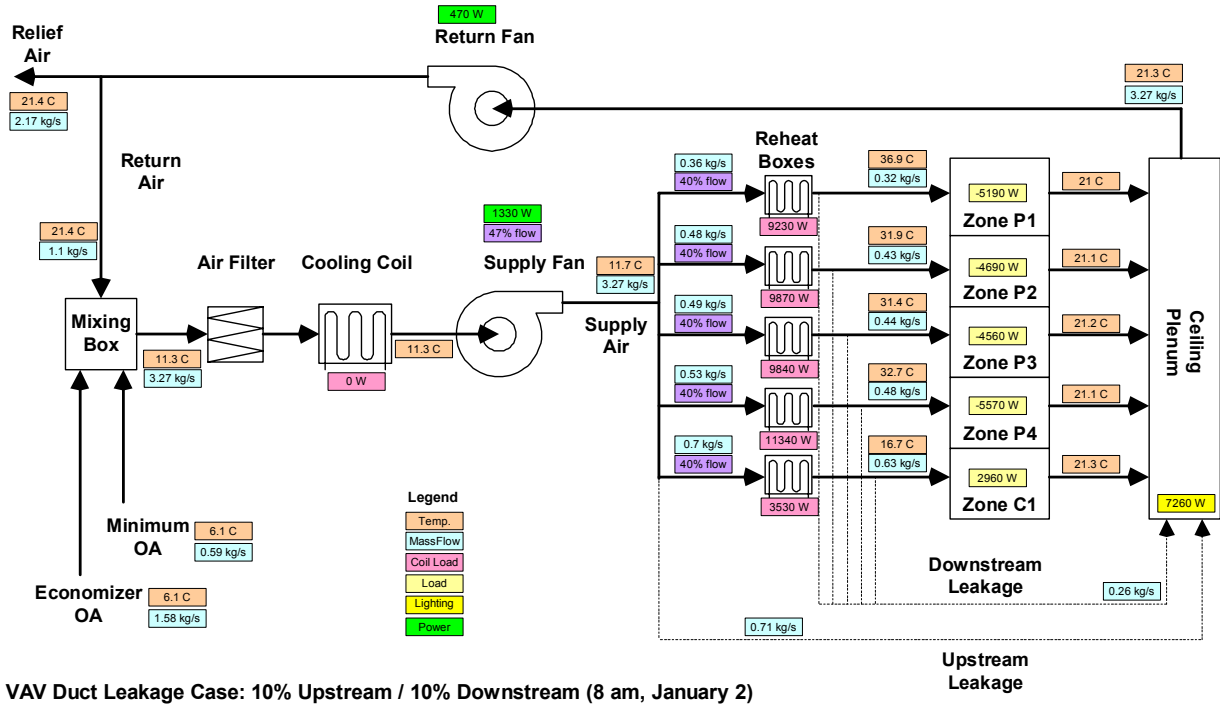 470 W
Return Fan
Relief
Air
21.4 C
2.17 kg/s
21.3 C
3.27 kg/s
Return
Air
Reheat
Boxes
0.36 kg/s
40% flow
9230 W
36.9 C
0.32 kg/s
-5190 W
Zone P1
21 C
21.4 C
1.1 kg/s
1330 W
47% flow
Air Filter
Cooling Coil
Supply Fan
11.7 C
3.27 kg/s
Supply
Air
0.48 kg/s
40% flow
9870 W
31.9 C
0.43 kg/s
-4690 W
Zone P2
21.1 C
Mixing
Box
11.3 C
3.27 kg/s
0 W
11.3 C
0.49 kg/s
40% flow
9840 W
31.4 C
0.44 kg/s
-4560 W
Zone P3
21.2 C
Ceiling
Plenum
0.53 kg/s
40% flow
11340 W
32.7 C
0.48 kg/s
-5570 W
Zone P4
21.1 C
0.7 kg/s
40% flow
3530 W
16.7 C
0.63 kg/s
2960 W
Zone C1
21.3 C
7260 W
Minimum
OA
6.1 C
0.59 kg/s
Economizer
OA
6.1 C
1.58 kg/s
Legend
Temp.
MassFlow
Coil Load
Load
Lighting
Power
Downstream
Leakage
0.26 kg/s
0.71 kg/s
Upstream
Leakage
VAV Duct Leakage Case: 10% Upstream / 10% Downstream (8 am, January 2)